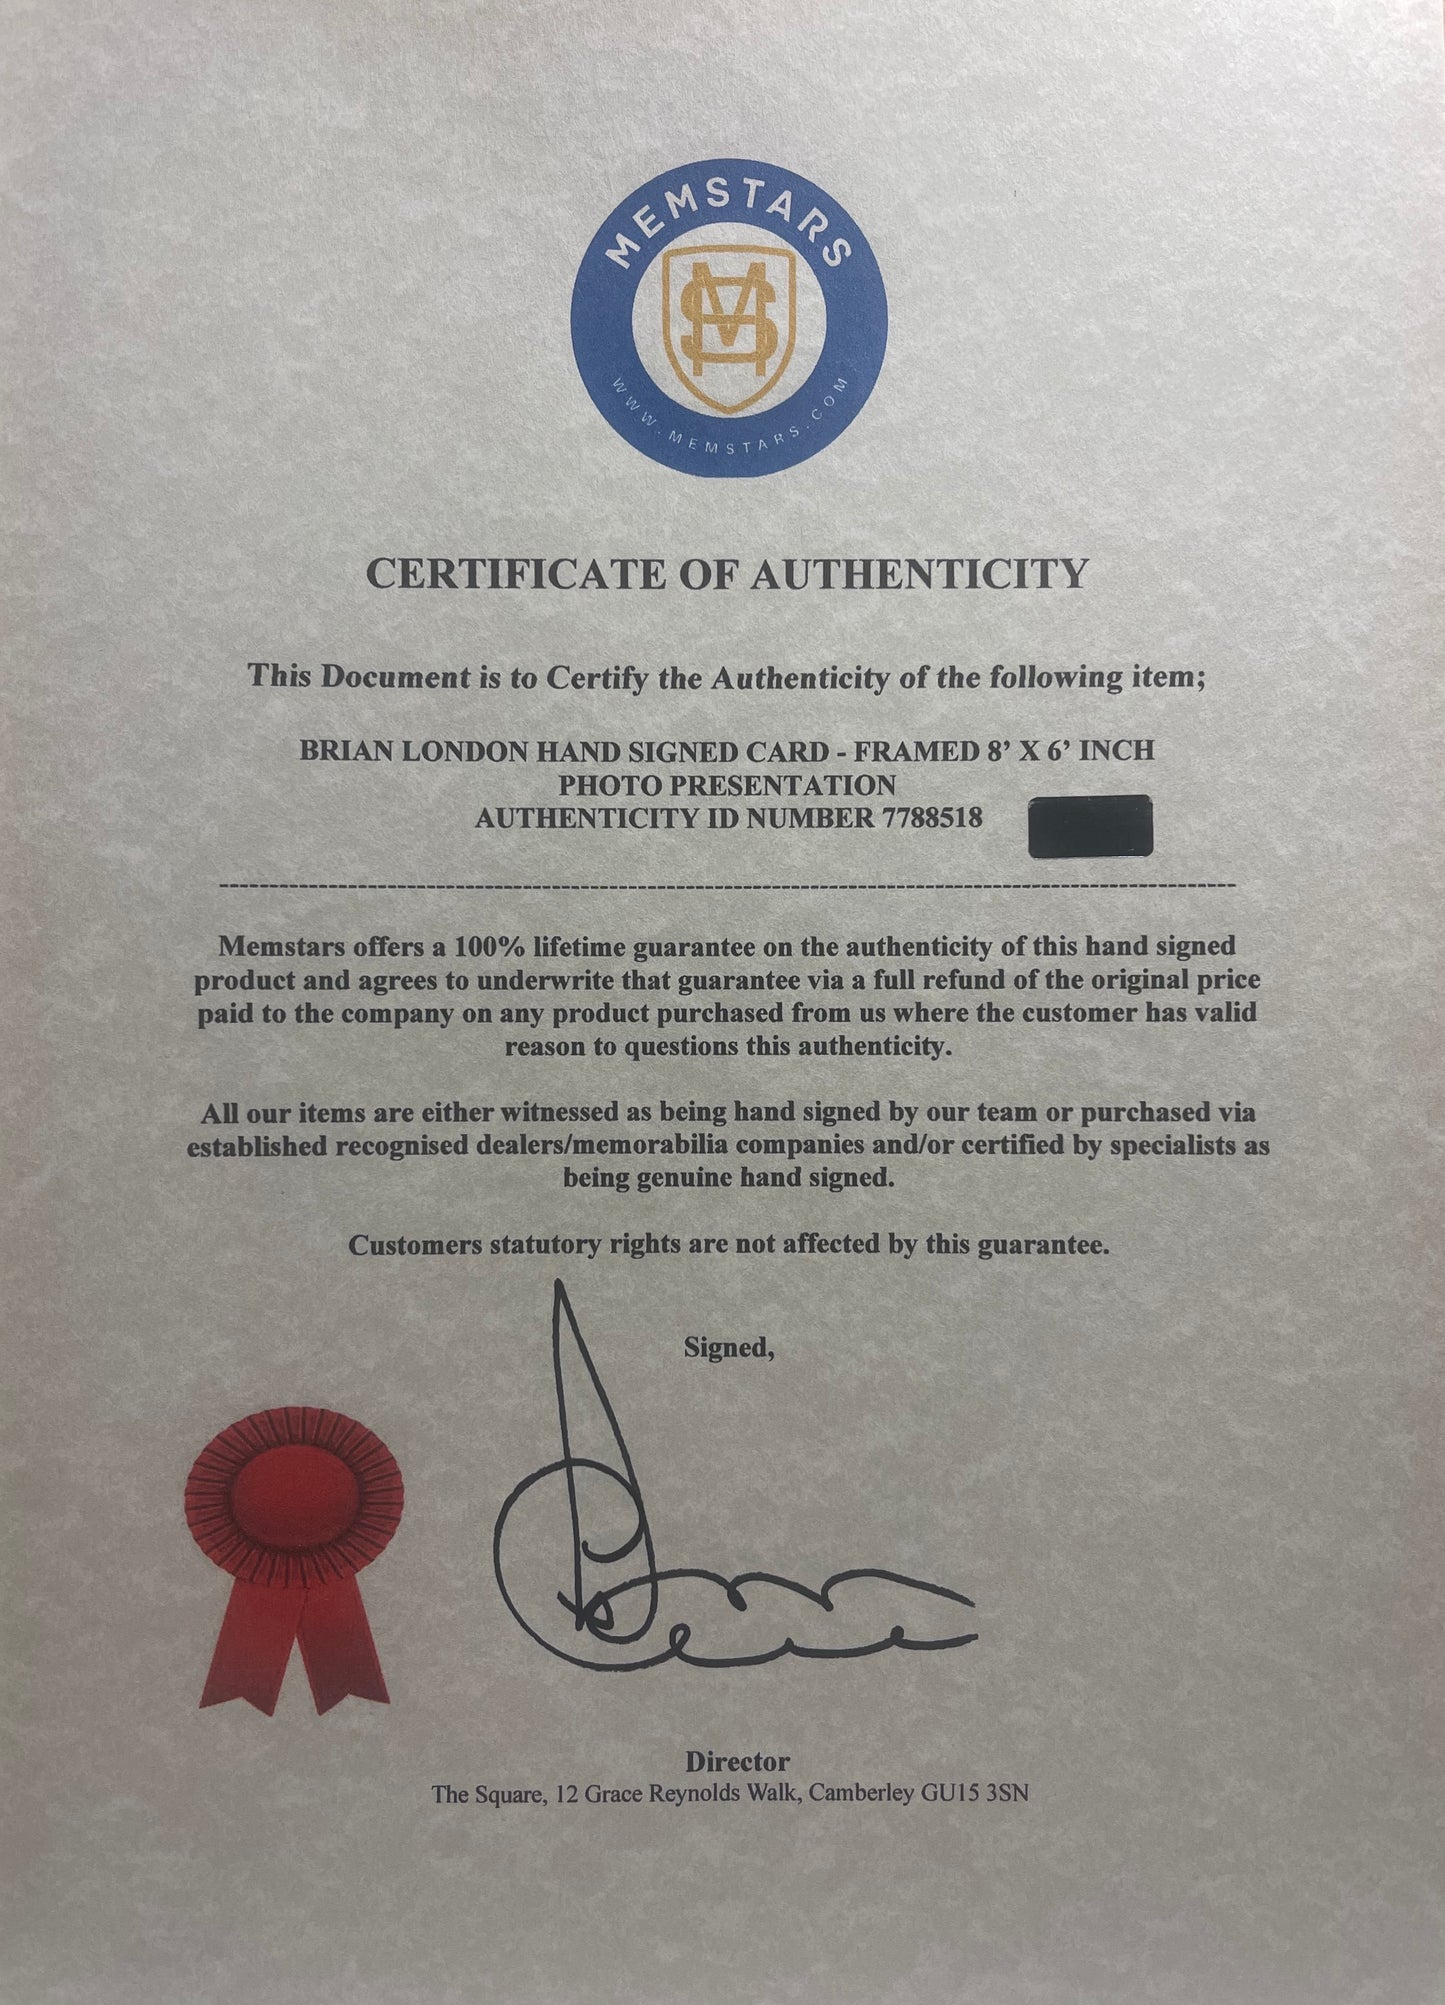 MEMSTARS
WWW.MEMSTARS.COM
CERTIFICATE OF AUTHENTICITY
This Document is to Certify the Authenticity of the following item;
BRIAN LONDON HAND SIGNED CARD - FRAMED 8’ X 6’ INCH
PHOTO PRESENTATION
AUTHENTICITY ID NUMBER 7788518
Memstars offers a 100% lifetime guarantee on the authenticity of this hand signed
product and agrees to underwrite that guarantee via a full refund of the original price
paid to the company on any product purchased from us where the customer has valid
reason to questions this authenticity.
All our items are either witnessed as being hand signed by our team or purchased via
established recognised dealers/memorabilia companies and/or certified by specialists as
being genuine hand signed.
Customers statutory rights are not affected by this guarantee.
Signed,
Director
The Square, 12 Grace Reynolds Walk, Camberley GU15 3SN